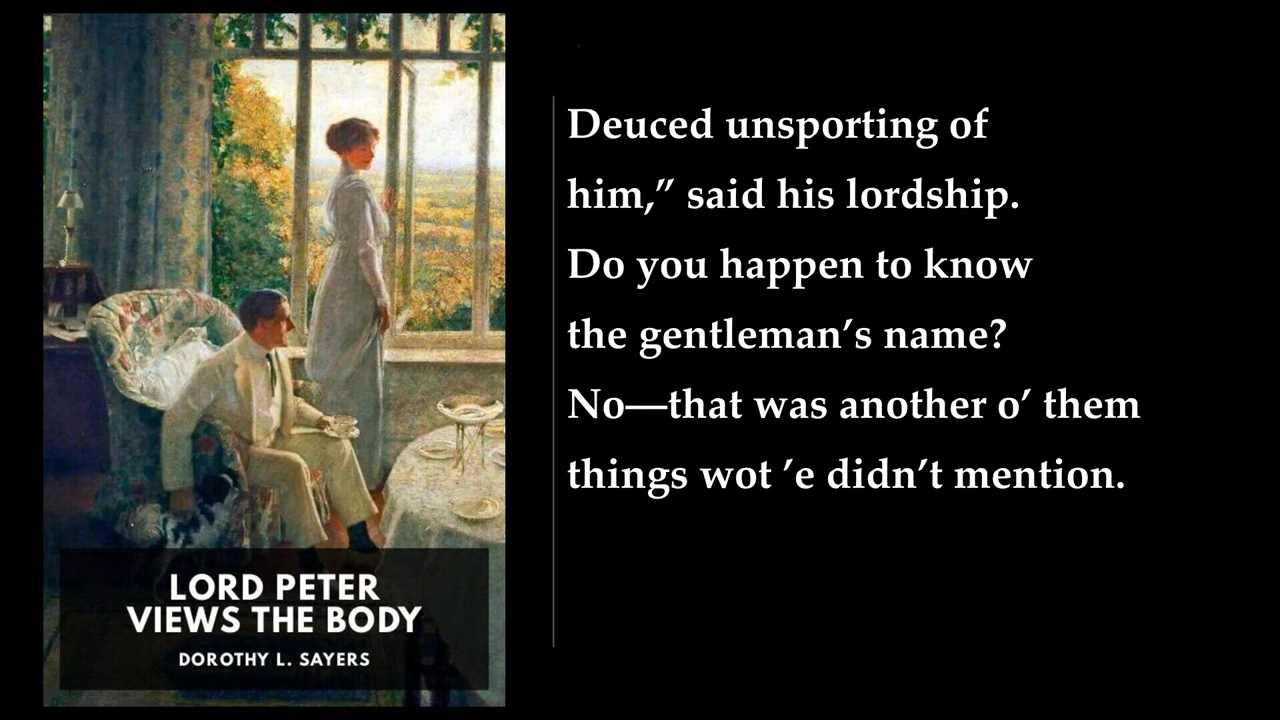 LORD PETER
VIEWS THE BODY
DOROTHY L. SAYERS
Deuced unsporting of
him,” said his lordship.
Do you happen to know
the gentleman’s name?
No—that was another o’ them
things wot ’e didn’t mention.